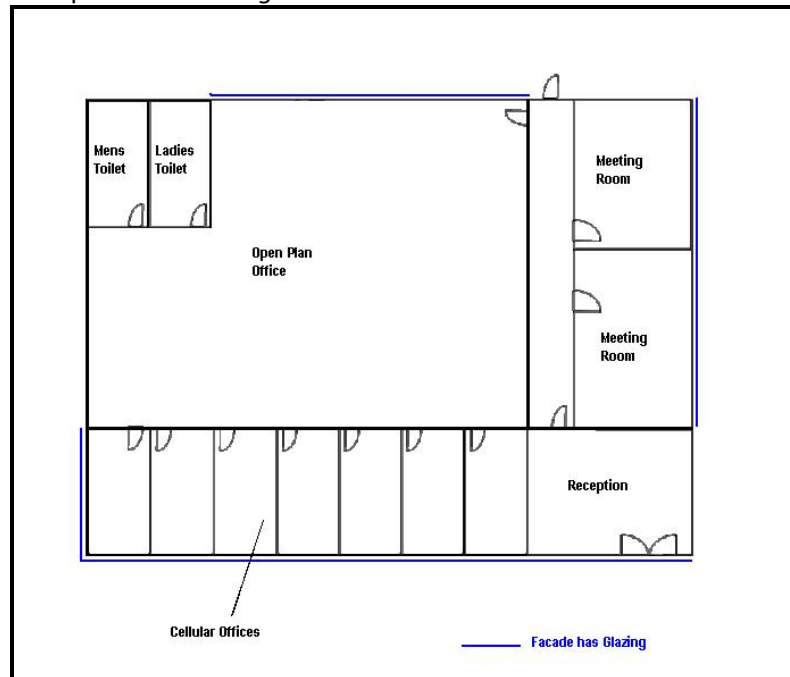 Mens
Toilet
Ladies
Toilet
Meeting
Room
Open Plan
Office
Meeting
Room
Reception
Cellular Offices
Facade has Glazing